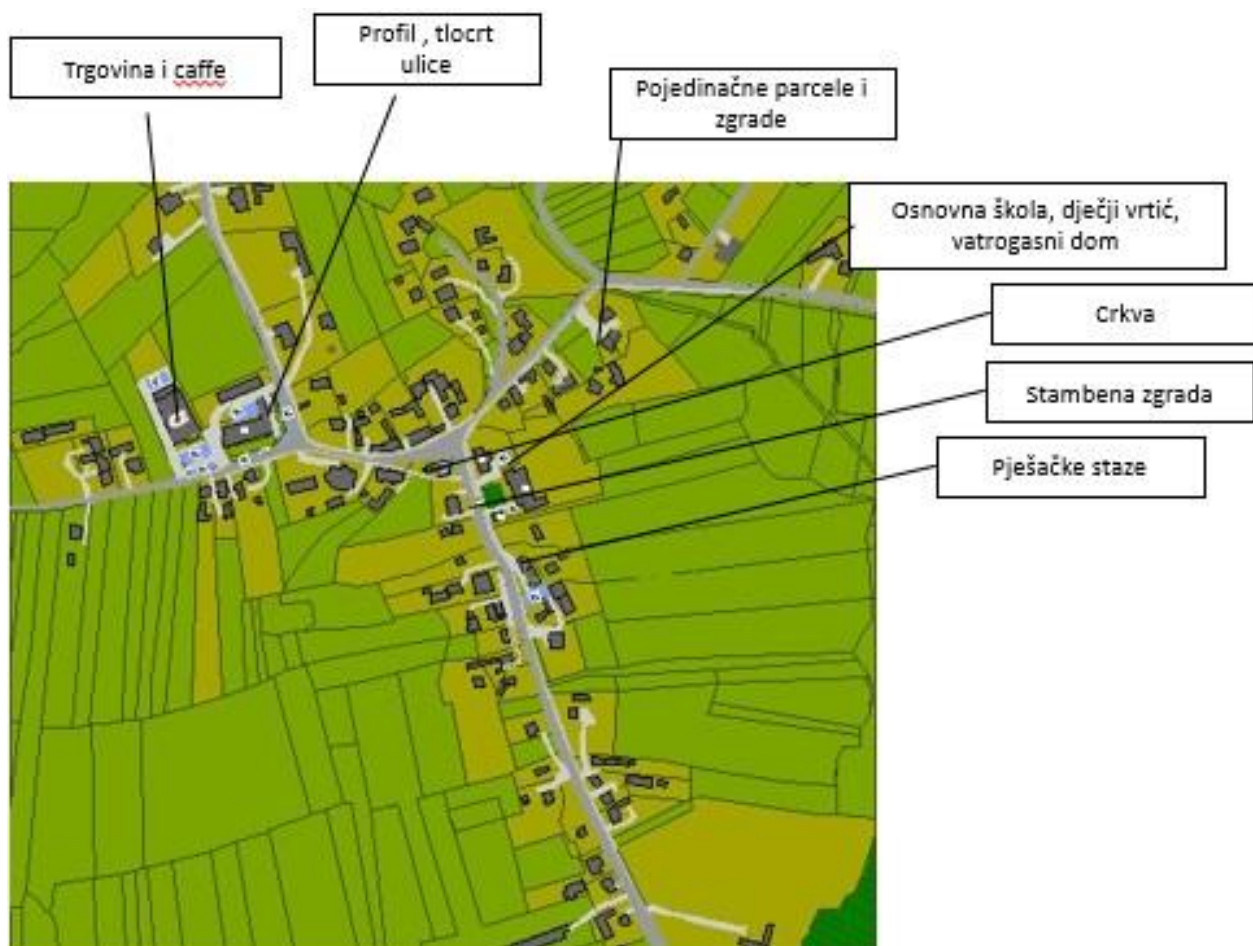 Trgovina i caffe
Profil , tlocrt
ulice
Pojedinačne parcele i
zgrade
Osnovna škola, dječji vrtić,
vatrogasni dom
Crkva
Stambena zgrada
Pješačke staze